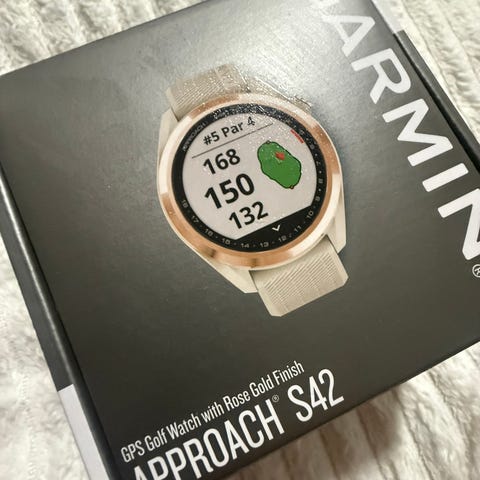 GARMIN®
#5 Par 4
168
150
132
GPS Golf Watch with Rose Gold Finish
APPROACH® S42